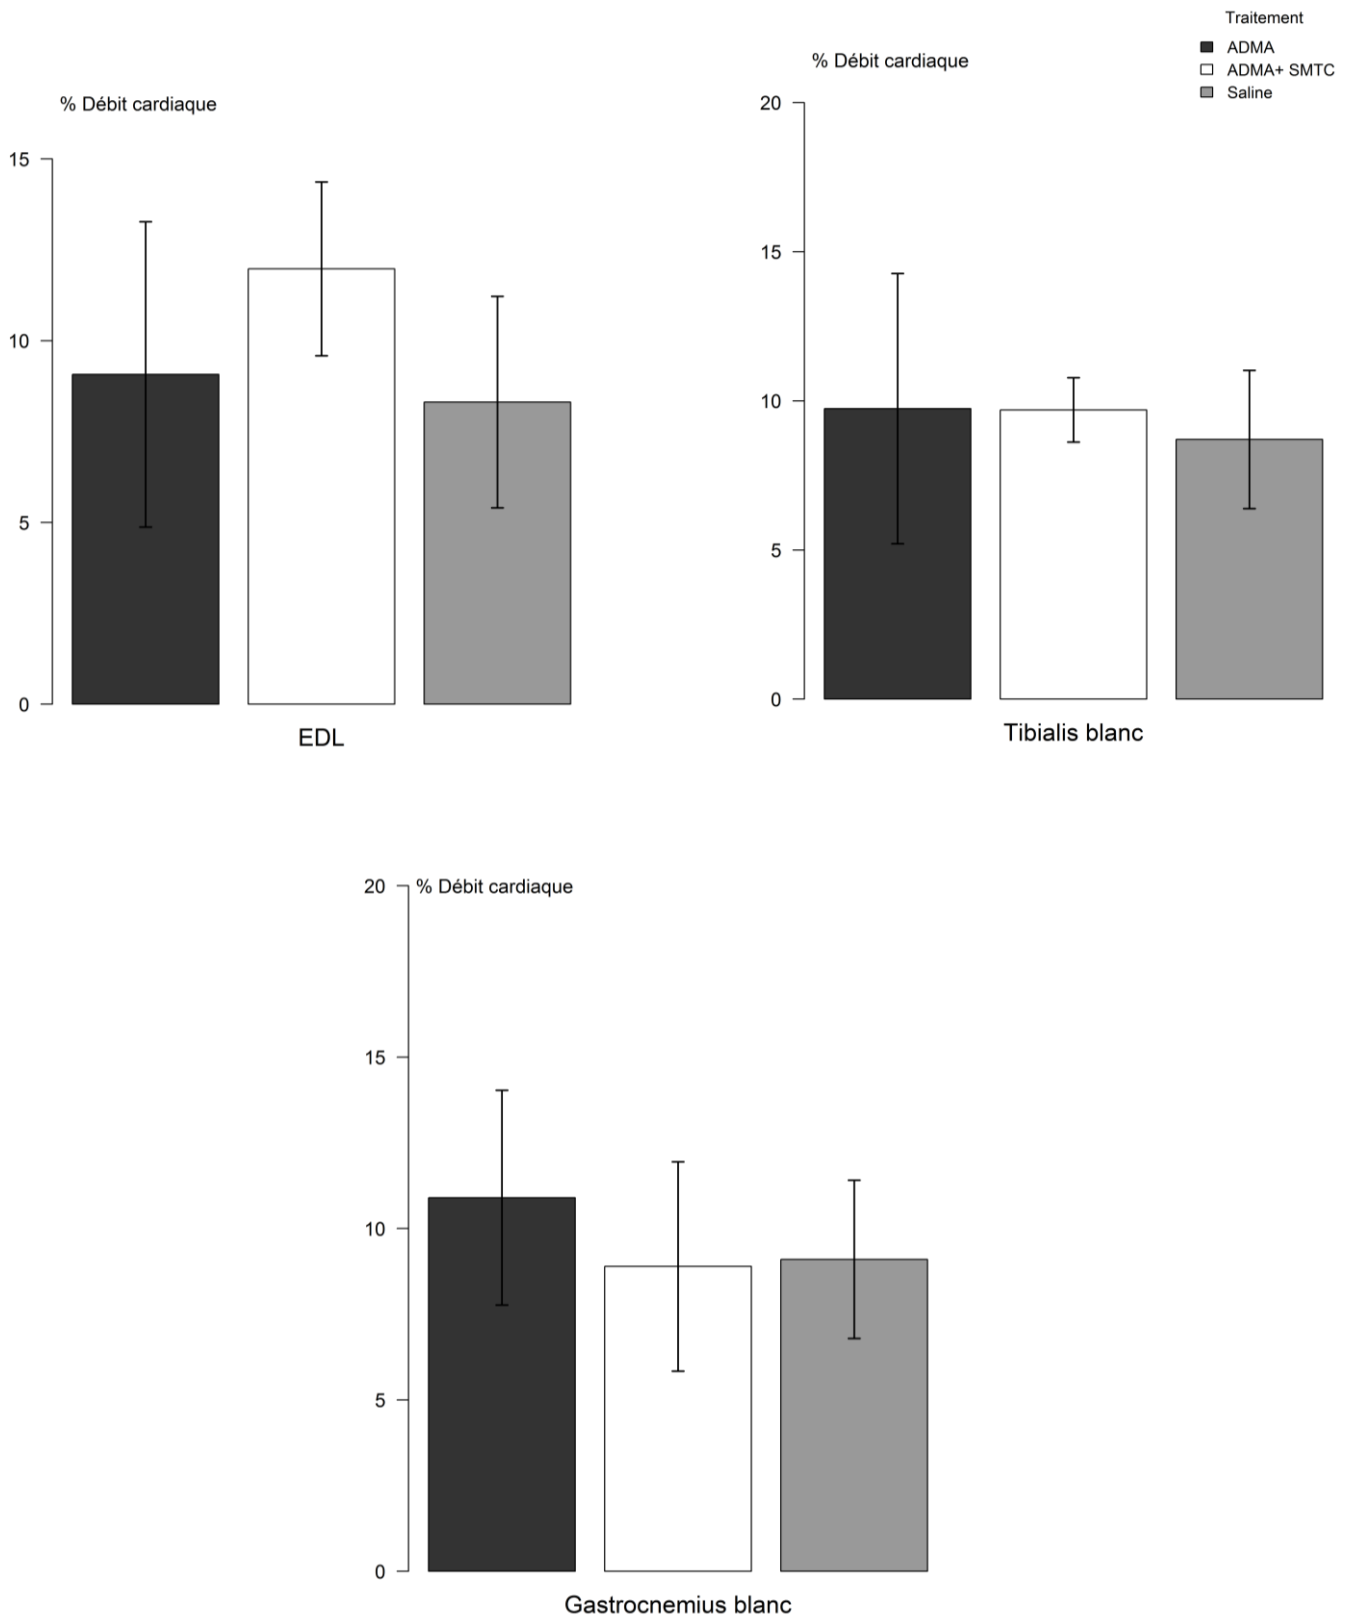 Traitement
ADMA
ADMA+ SMTC
Saline
% Débit cardiaque
15
10
5
0
EDL
% Débit cardiaque
20
15
10
5
0
Tibialis blanc
% Débit cardiaque
20
15
10
5
0
Gastrocnemius blanc